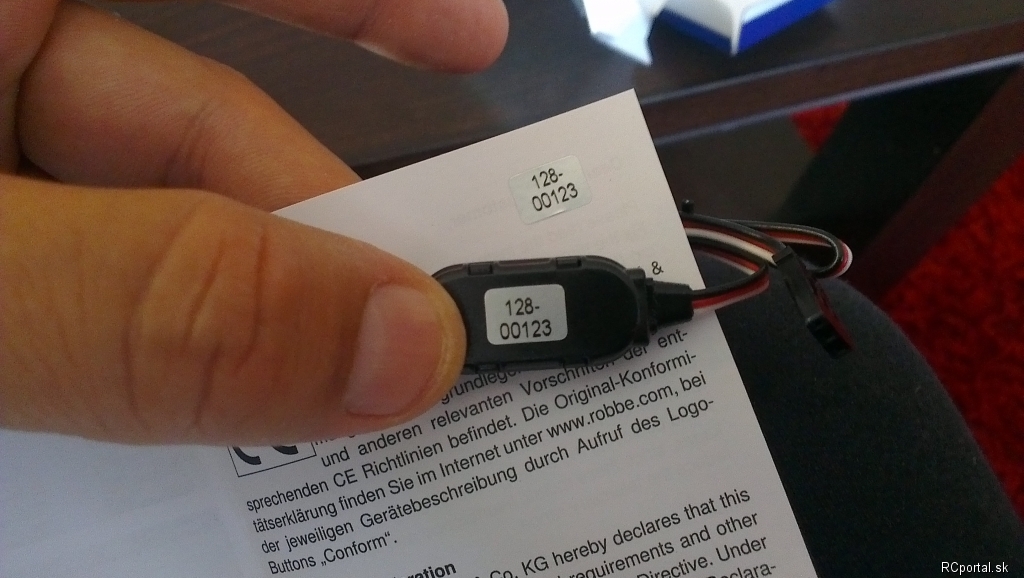 128-
00123
&
128-
00123
der ent-
und anderen relevanten Vorschriften
sprechenden CE Richtlinien befindet. Die Original-Konformi-
tätserklärung finden Sie im Internet unter www.robbe.com, bei
der jeweiligen Gerätebeschreibung durch Aufruf des Logo-
Buttons „Conform“.
Co. KG hereby declares that this
requirements and other
Directive. Under
RCportal.sk